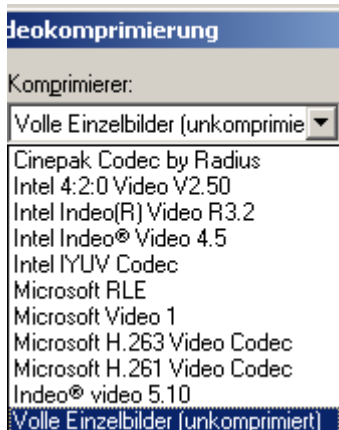 deokomprimierung
Komprimierer:
Volle Einzelbilder (unkomprimie
Cinepak Codec by Radius
Intel 4:2:0 Video V2.50
Intel Indeo(R) Video R3.2
Intel Indeo® Video 4.5
Intel IYUV Codec
Microsoft RLE
Microsoft Video 1
Microsoft H.263 Video Codec
Microsoft H.261 Video Codec
Indeo® video 5.10
Volle Einzelbilder (unkomprimiert)